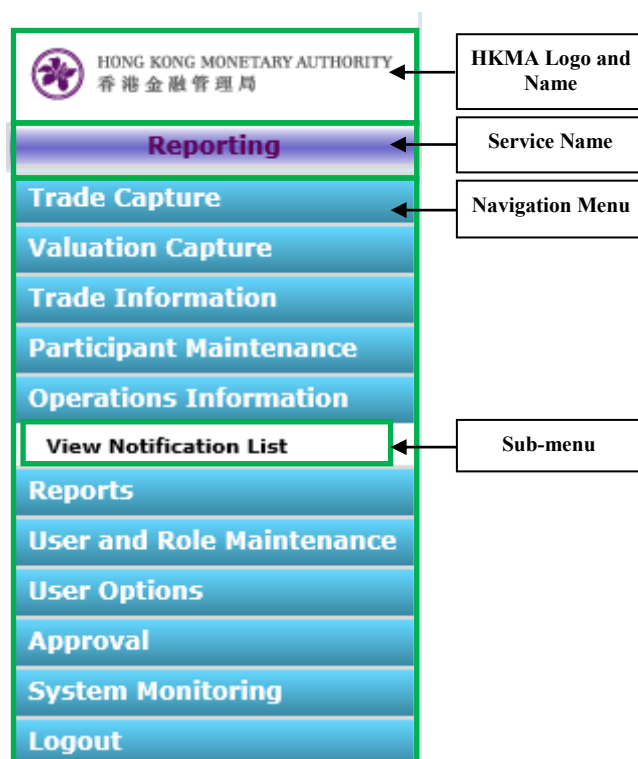 HONG KONG MONETARY AUTHORITY
香港金融管理局
HKMA Logo and
Name
Reporting
Service Name
Trade Capture
Navigation Menu
Valuation Capture
Trade Information
Participant Maintenance
Operations Information
View Notification List
Sub-menu
Reports
User and Role Maintenance
User Options
Approval
System Monitoring
Logout